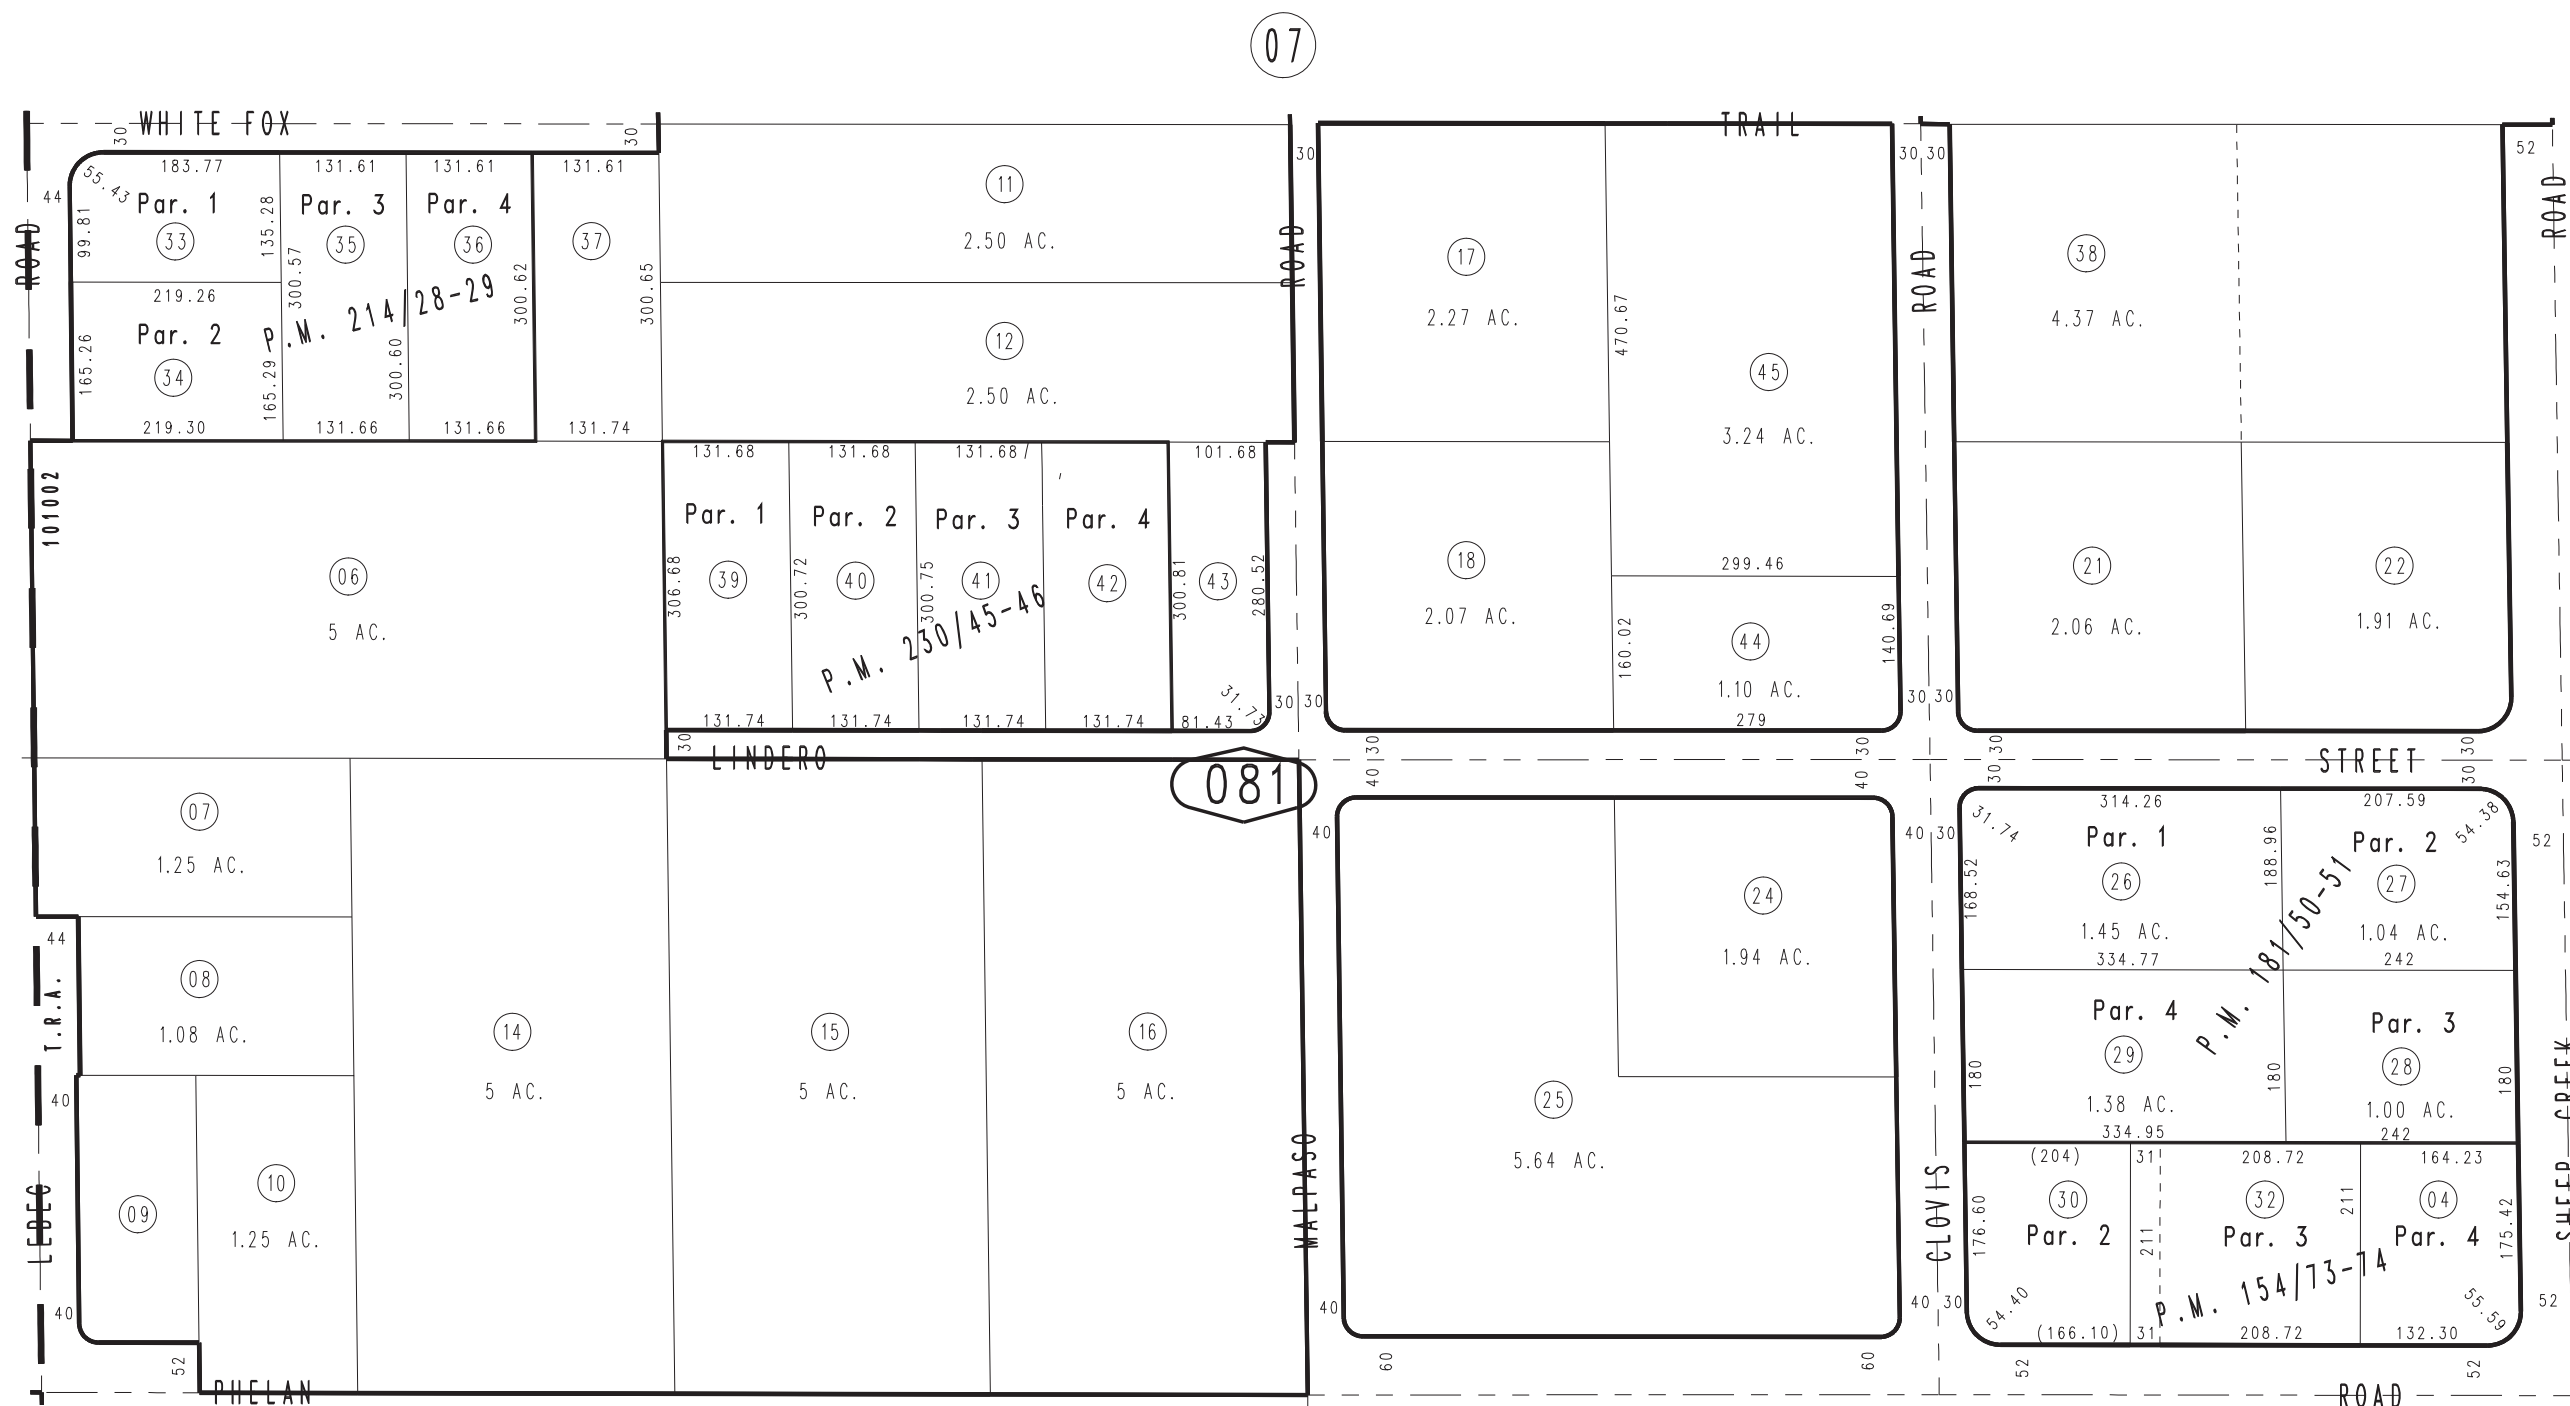 07
WHITE FOX
TRAIL
30
30
30
30 30
52
44
ROAD
55.43
183.77
Par. 1
33
99.81
135.28
219.26
Par. 2
34
165.26
165.29
219.30
131.61
Par. 3
35
300.57
131.66
131.61
Par. 4
36
300.60
300.62
131.66
P.M. 214/28-29
131.61
37
300.65
131.74
11
2.50 AC.
12
2.50 AC.
ROAD
17
2.27 AC.
470.67
45
3.24 AC.
299.46
ROAD
38
4.37 AC.
ROAD
101002
06
5 AC.
131.68
Par. 1
39
306.68
131.74
131.68
Par. 2
40
300.72
131.74
131.68
Par. 3
41
300.75
131.74
Par. 4
42
131.74
P.M. 230/45-46
101.68
43
300.81
280.52
31.73
81.43
30 30
18
2.07 AC.
160.02
44
1.10 AC.
140.69
279
30 30
21
2.06 AC.
22
1.91 AC.
30
LINDERO
081
30
40
30
40
30
30
STREET
30
30
07
1.25 AC.
44
08
1.08 AC.
T.R.A.
40
09
10
1.25 AC.
40
LEDEC
52
PHELAN
14
5 AC.
15
5 AC.
16
5 AC.
MALPASO
40
40
24
1.94 AC.
25
5.64 AC.
60
60
40 30
40 30
CLOVIS
314.26
31.74
Par. 1
26
1.45 AC.
168.52
188.96
334.77
207.59
54.38
Par. 2
27
1.04 AC.
154.63
242
52
P.M. 181/50-51
Par. 4
29
1.38 AC.
180
180
334.95
Par. 3
28
1.00 AC.
180
242
SHEEP CREEK
(204)
31
30
Par. 2
176.60
211
54.40
(166.10)
31
208.72
32
Par. 3
211
208.72
164.23
04
Par. 4
175.42
55.59
132.30
P.M. 154/73-74
52
52
52
ROAD